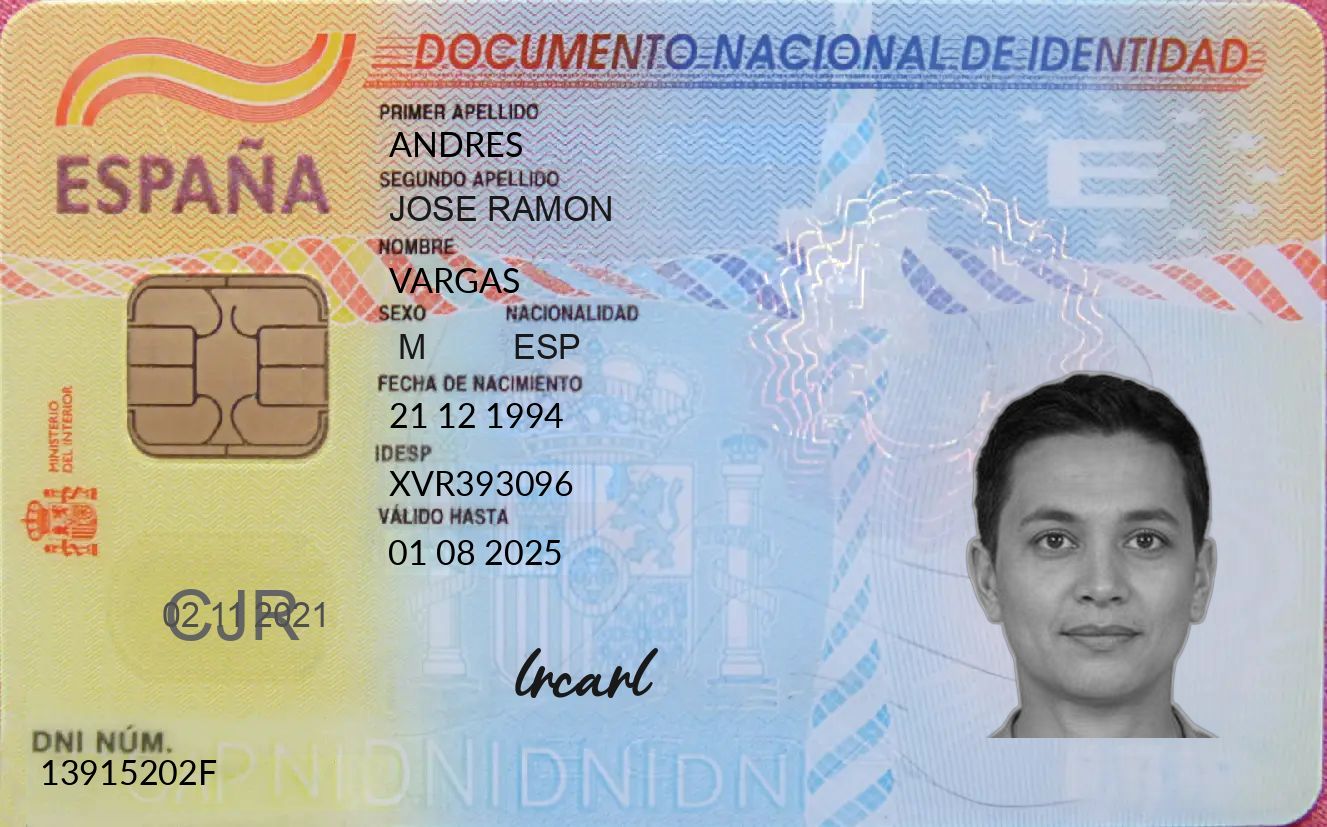 DOCUMENTO NACIONAL DE IDENTIDAD
ESPAÑA
PRIMER APELLIDO
ANDRES
SEGUNDO APELLIDO
JOSE RAMON
NOMBRE
VARGAS
SEXO NACIONALIDAD
M ESP
FECHA DE NACIMIENTO
21 12 1994
IDESP
XVR393096
VÁLIDO HASTA
01 08 2025
MINISTERIO
DEL INTERIOR
CJR
02 11 2021
lrcarl
DNI NÚM.
13915202F
E
DNIDNIDNIDN